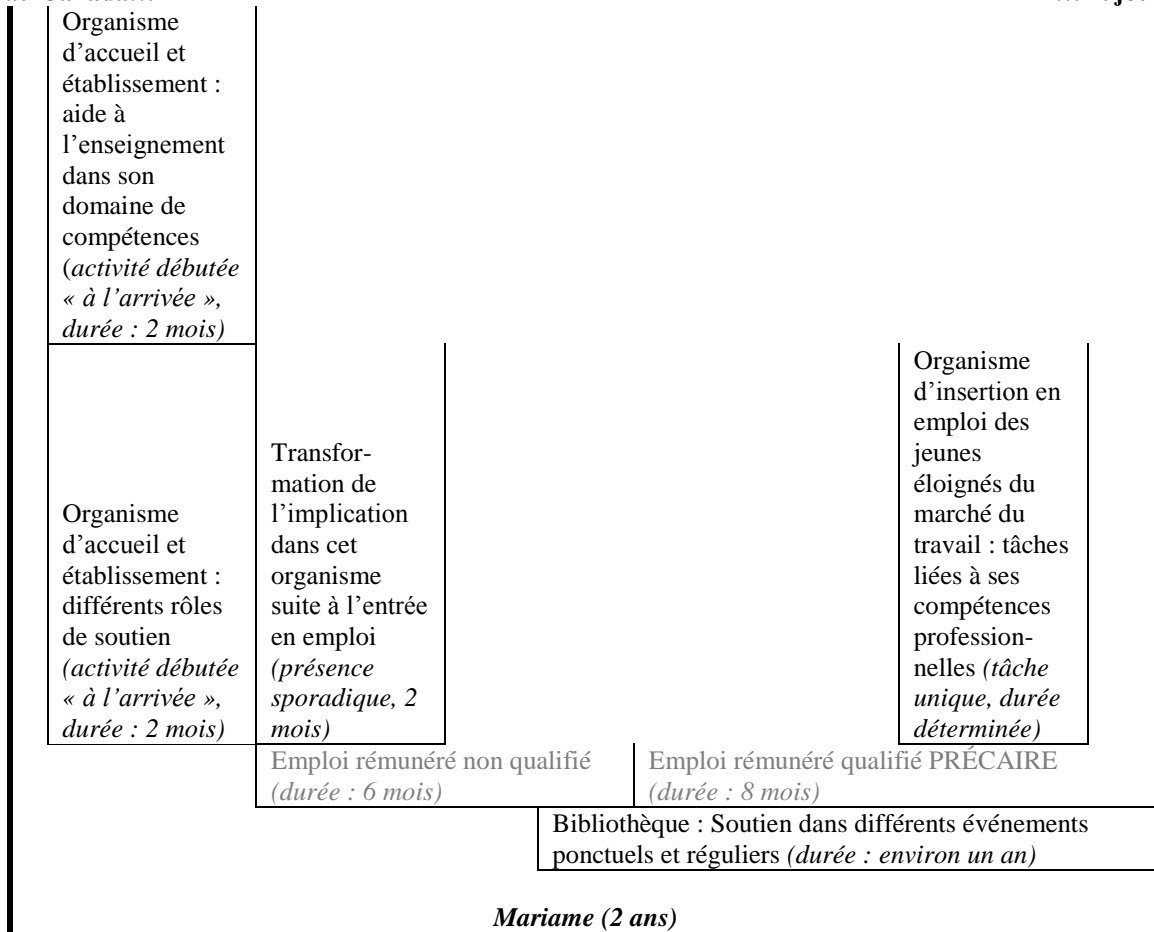 Organisme
d’accueil et
établissement :
aide à
l’enseignement
dans son
domaine de
compétences
(activité débutée
« à l’arrivée »,
durée : 2 mois)
Organisme
d’accueil et
établissement :
différents rôles
de soutien
(activité débutée
« à l’arrivée »,
durée : 2 mois)
Transfor-
mation de
l’implication
dans cet
organisme
suite à l’entrée
en emploi
(présence
sporadique, 2
mois)
Organisme
d’insertion en
emploi des
jeunes
éloignés du
marché du
travail : tâches
liées à ses
compétences
profession-
nelles (tâche
unique, durée
déterminée)
Emploi rémunéré non qualifié
(durée : 6 mois)
Emploi rémunéré qualifié PRÉCAIRE
(durée : 8 mois)
Bibliothèque : Soutien dans différents événements
ponctuels et réguliers (durée : environ un an)
Mariame (2 ans)